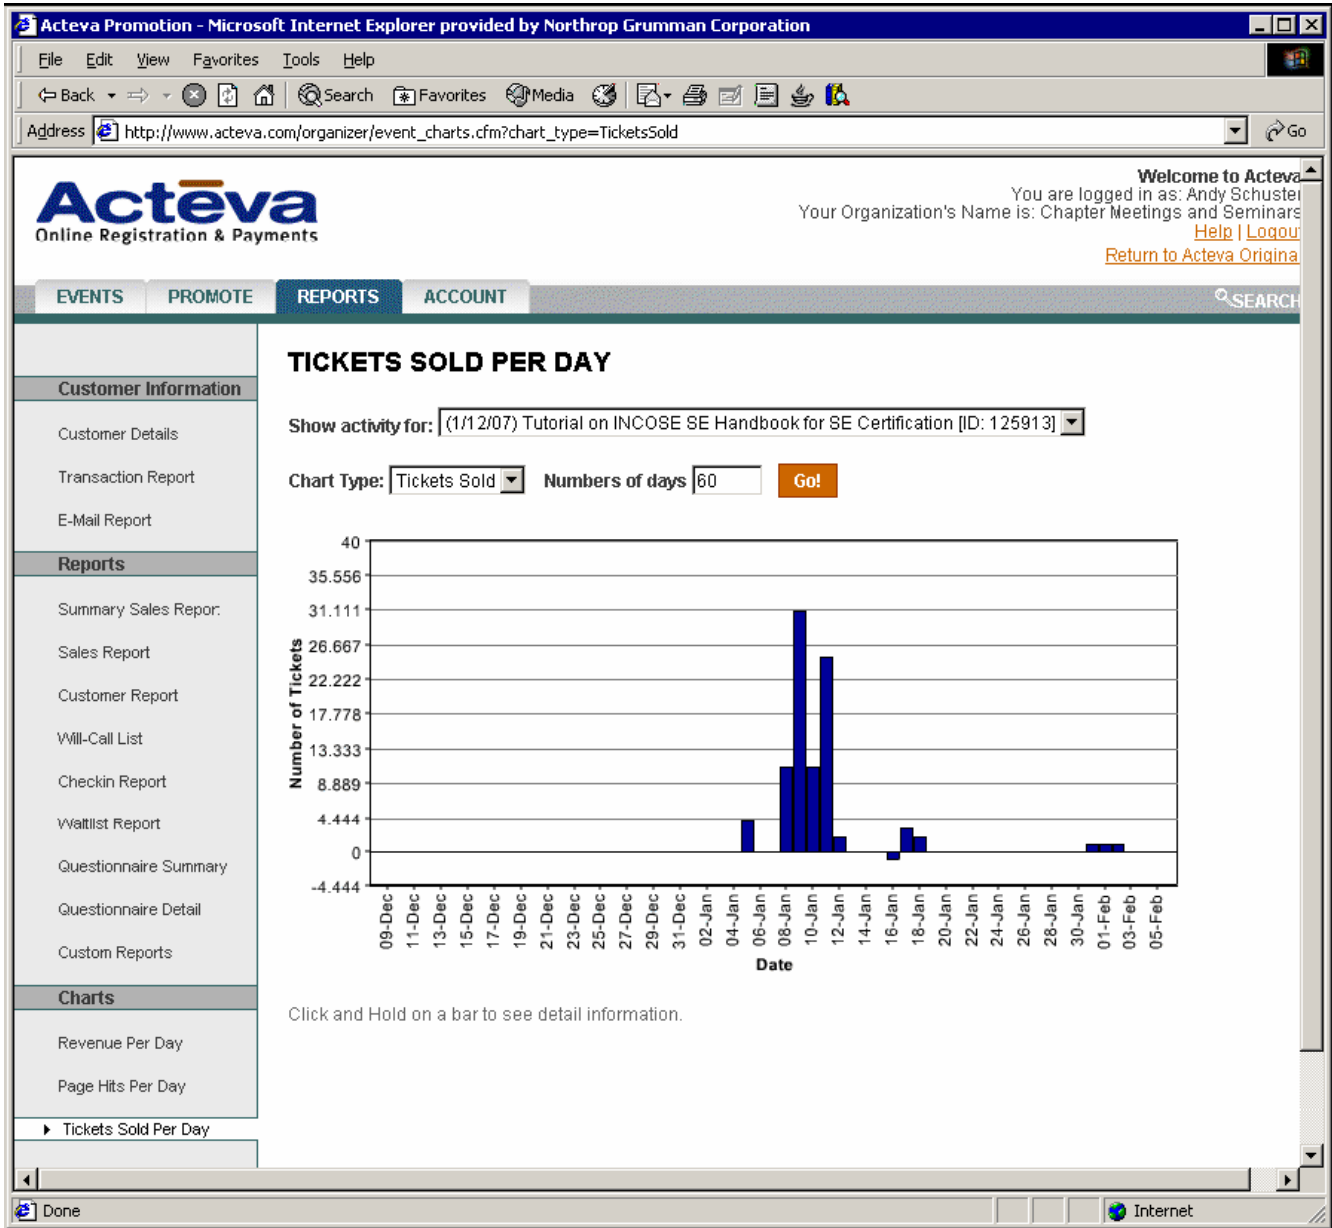 Acteva Promotion - Microsoft Internet Explorer provided by Northrop Grumman Corporation
File Edit View Favorites Tools Help
Back Search Favorites Media
Address http://www.acteva.com/organizer/event_charts.cfm?chart_type=TicketsSold Go
Actēva
Online Registration & Payments
Welcome to Acteva
You are logged in as: Andy Schuster
Your Organization's Name is: Chapter Meetings and Seminars
Help | Logout
Return to Acteva Original
EVENTS PROMOTE REPORTS ACCOUNT SEARCH
TICKETS SOLD PER DAY
Customer Information
Customer Details
Transaction Report
E-Mail Report
Reports
Summary Sales Report
Sales Report
Customer Report
Will-Call List
Checkin Report
Waitlist Report
Questionnaire Summary
Questionnaire Detail
Custom Reports
Charts
Revenue Per Day
Page Hits Per Day
Tickets Sold Per Day
Show activity for: (1/12/07) Tutorial on INCOSE SE Handbook for SE Certification [ID: 125913]
Chart Type: Tickets Sold Numbers of days 60 Go!
Number of Tickets
40
35.556
31.111
26.667
22.222
17.778
13.333
8.889
4.444
0
-4.444
09-Dec 11-Dec 13-Dec 15-Dec 17-Dec 19-Dec 21-Dec 23-Dec 25-Dec 27-Dec 29-Dec 31-Dec 02-Jan 04-Jan 06-Jan 08-Jan 10-Jan 12-Jan 14-Jan 16-Jan 18-Jan 20-Jan 22-Jan 24-Jan 26-Jan 28-Jan 30-Jan 01-Feb 03-Feb 05-Feb
Date
Click and Hold on a bar to see detail information.
Done Internet